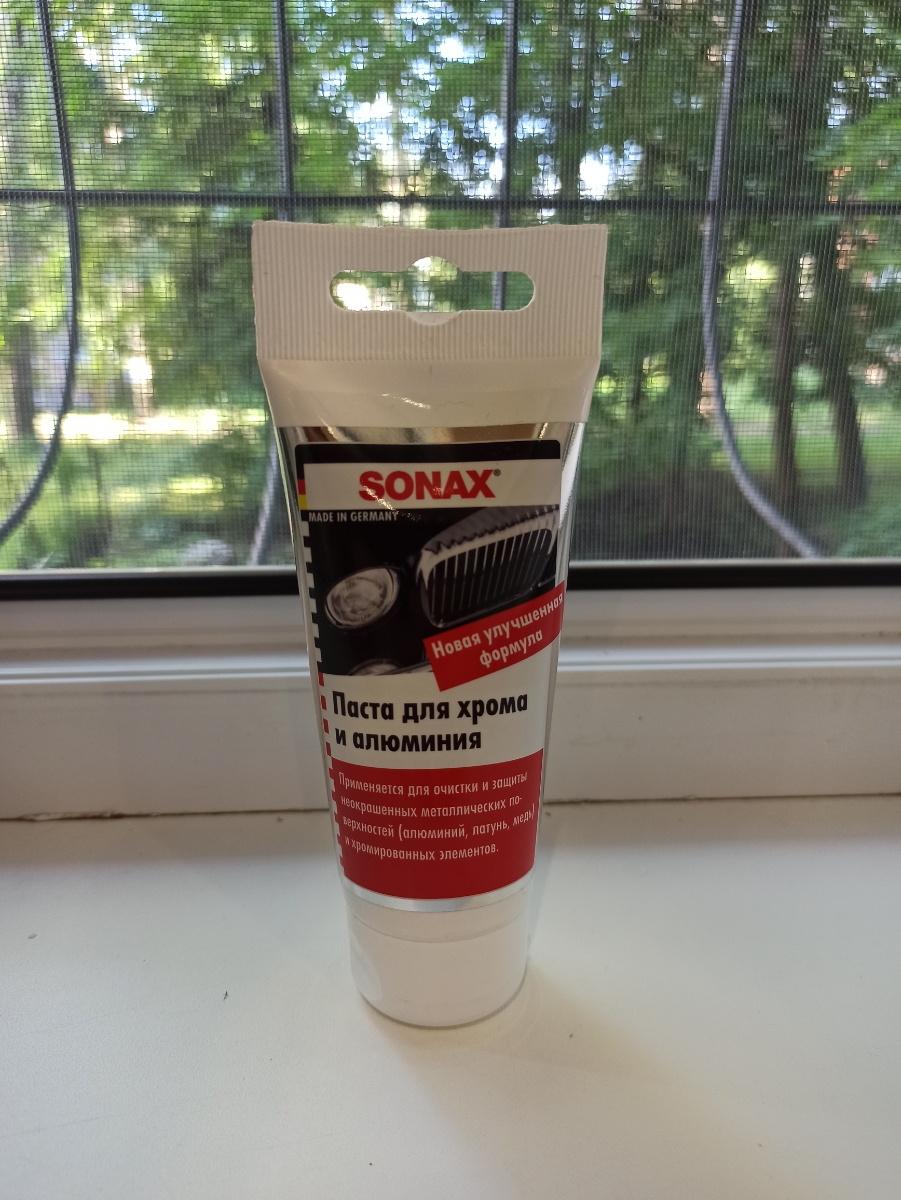 SONAX®
MADE IN GERMANY
Новая улучшенная
формула
Паста для хрома
и алюминия
Применяется для очистки и защиты
неокрашенных металлических по-
верхностей (алюминий, латунь, медь)
и хромированных элементов.